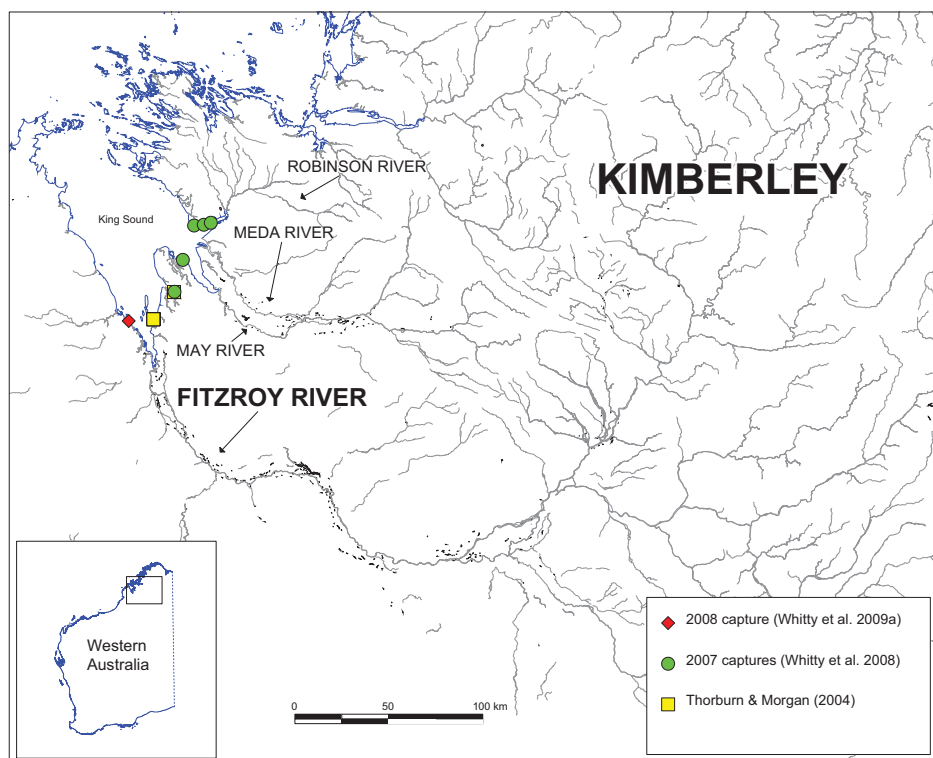 KIMBERLEY
ROBINSON RIVER
King Sound
MEDA RIVER
MAY RIVER
FITZROY RIVER
Western
Australia
0 50 100 km
2008 capture (Whitty et al. 2009a)
2007 captures (Whitty et al. 2008)
Thorburn & Morgan (2004)